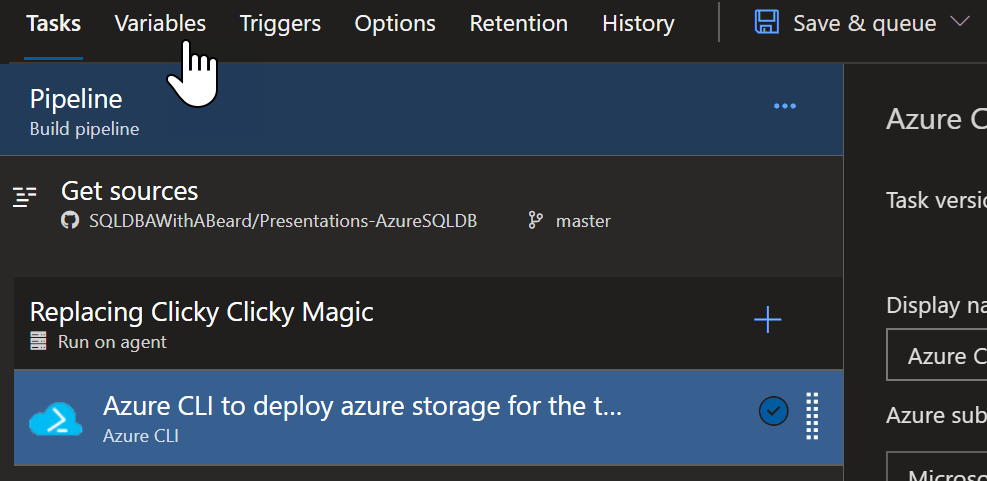 Tasks Variables Triggers Options Retention History Save & queue
Pipeline
Build pipeline
Azure C
Get sources
SQLDBAWithABeard/Presentations-AzureSQLDB master
Task versio
Replacing Clicky Clicky Magic
Run on agent
Display na
Azure C
Azure CLI to deploy azure storage for the t...
Azure CLI
Azure sub
Microso